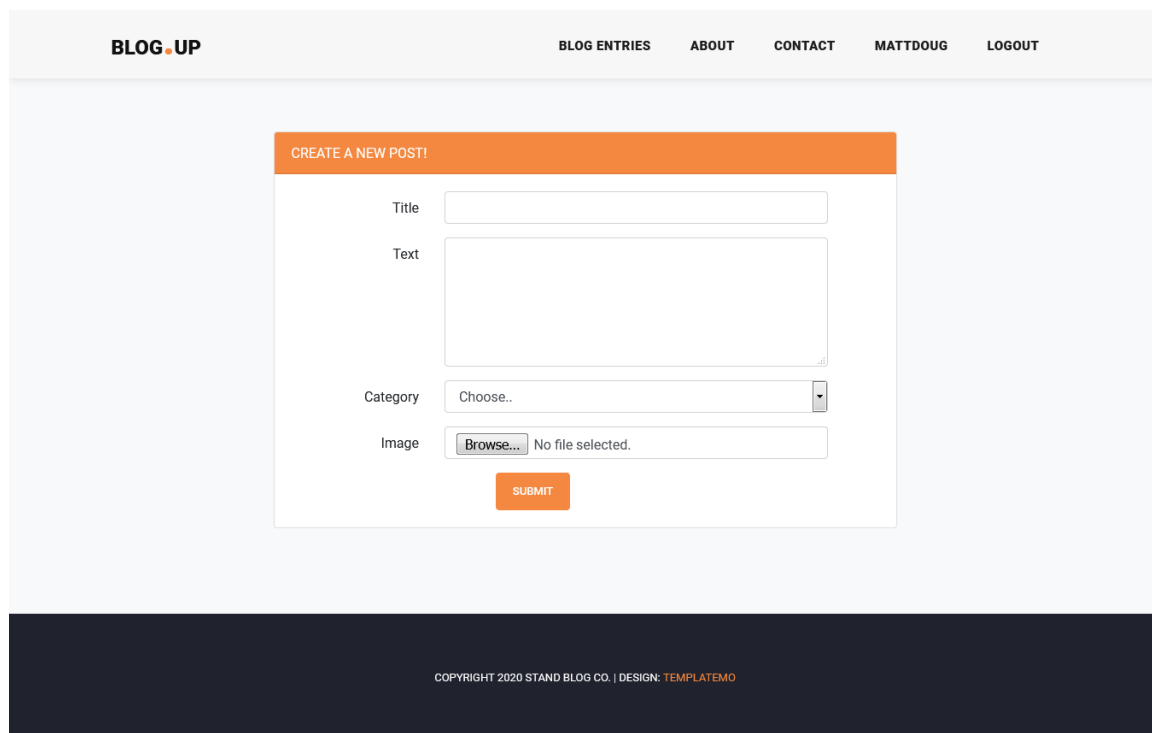 BLOG.UP
BLOG ENTRIES ABOUT CONTACT MATTDOUG LOGOUT
CREATE A NEW POST!
Title
Text
Category Choose..
Image Browse... No file selected.
SUBMIT
COPYRIGHT 2020 STAND BLOG CO. | DESIGN: TEMPLATEMO